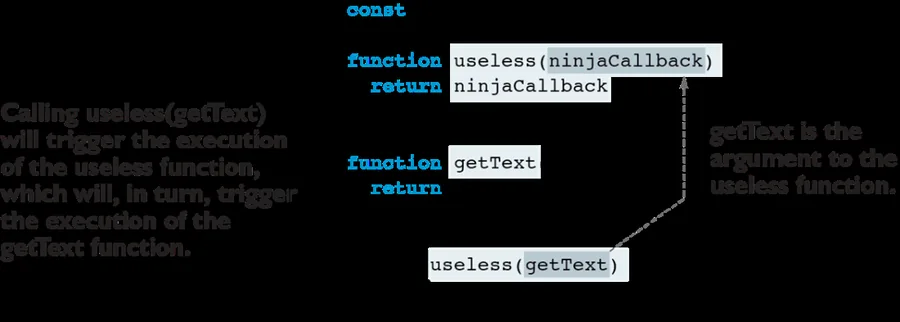 const
function useless(ninjaCallback)
return ninjaCallback
Calling useless(getText)
will trigger the execution
of the useless function,
which will, in turn, trigger
the execution of the
getText function.
function getText
return
getText is the
argument to the
useless function.
useless(getText)